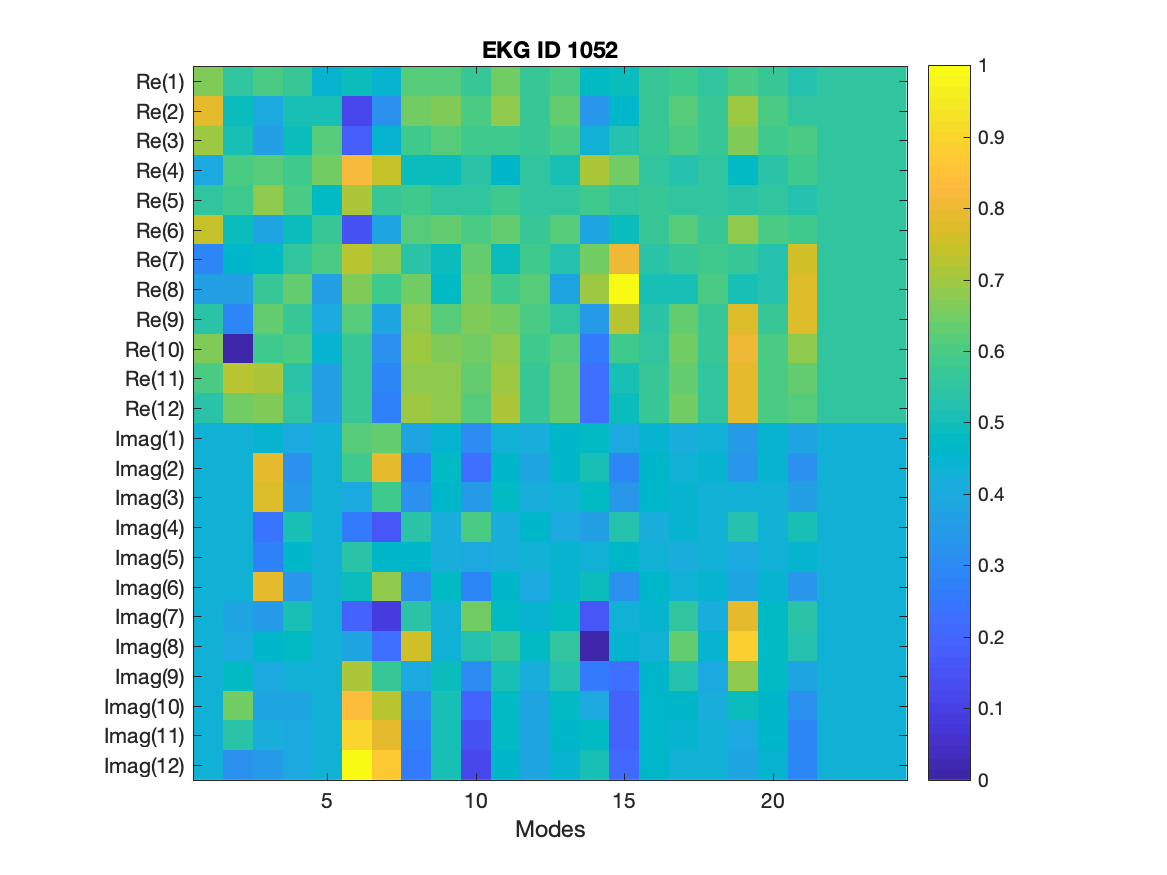 EKG ID 1052
Re(1)
Re(2)
Re(3)
Re(4)
Re(5)
Re(6)
Re(7)
Re(8)
Re(9)
Re(10)
Re(11)
Re(12)
Imag(1)
Imag(2)
Imag(3)
Imag(4)
Imag(5)
Imag(6)
Imag(7)
Imag(8)
Imag(9)
Imag(10)
Imag(11)
Imag(12)
5 10 15 20
Modes
1
0.9
0.8
0.7
0.6
0.5
0.4
0.3
0.2
0.1
0